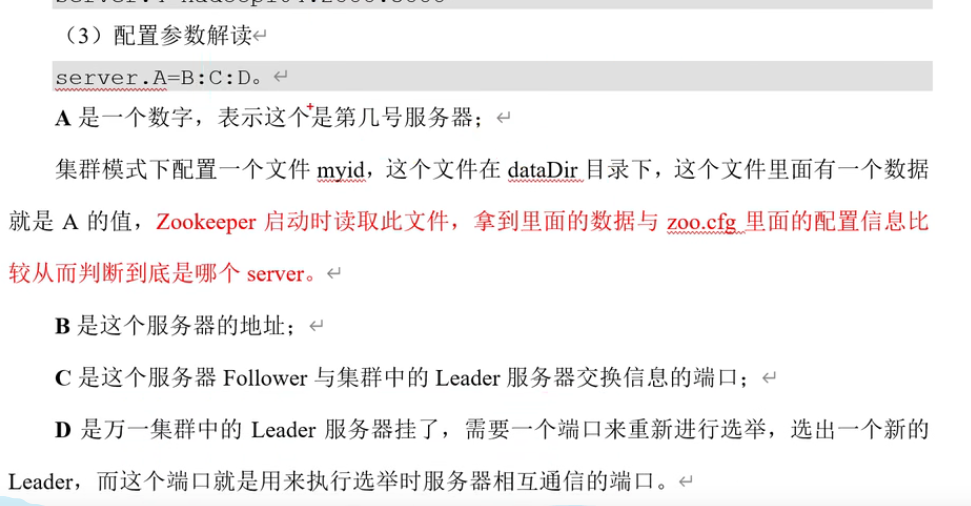 （3）配置参数解读
server.A=B:C:D。
A 是一个数字，表示这个是第几号服务器；
集群模式下配置一个文件 myid，这个文件在 dataDir 目录下，这个文件里面有一个数据
就是 A 的值，Zookeeper 启动时读取此文件，拿到里面的数据与 zoo.cfg 里面的配置信息比
较从而判断到底是哪个 server。
B 是这个服务器的地址；
C 是这个服务器 Follower 与集群中的 Leader 服务器交换信息的端口；
D 是万一集群中的 Leader 服务器挂了，需要一个端口来重新进行选举，选出一个新的
Leader，而这个端口就是用来执行选举时服务器相互通信的端口。